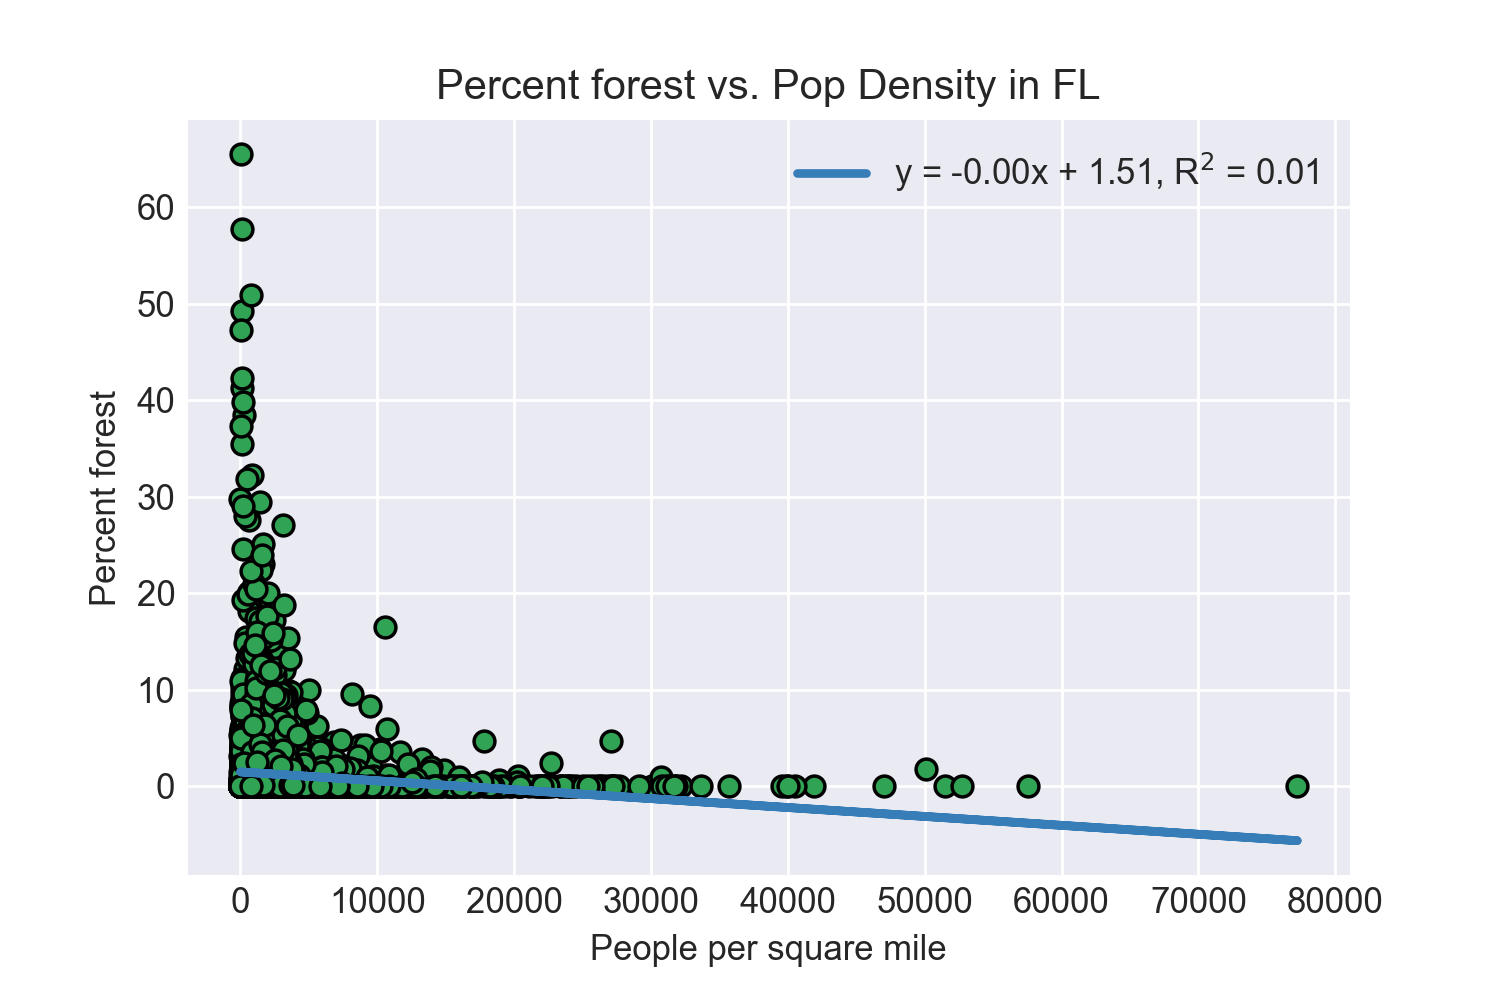 Percent forest vs. Pop Density in FL
y = -0.00x + 1.51, R² = 0.01
60
50
40
30
20
10
0
Percent forest
0 10000 20000 30000 40000 50000 60000 70000 80000
People per square mile